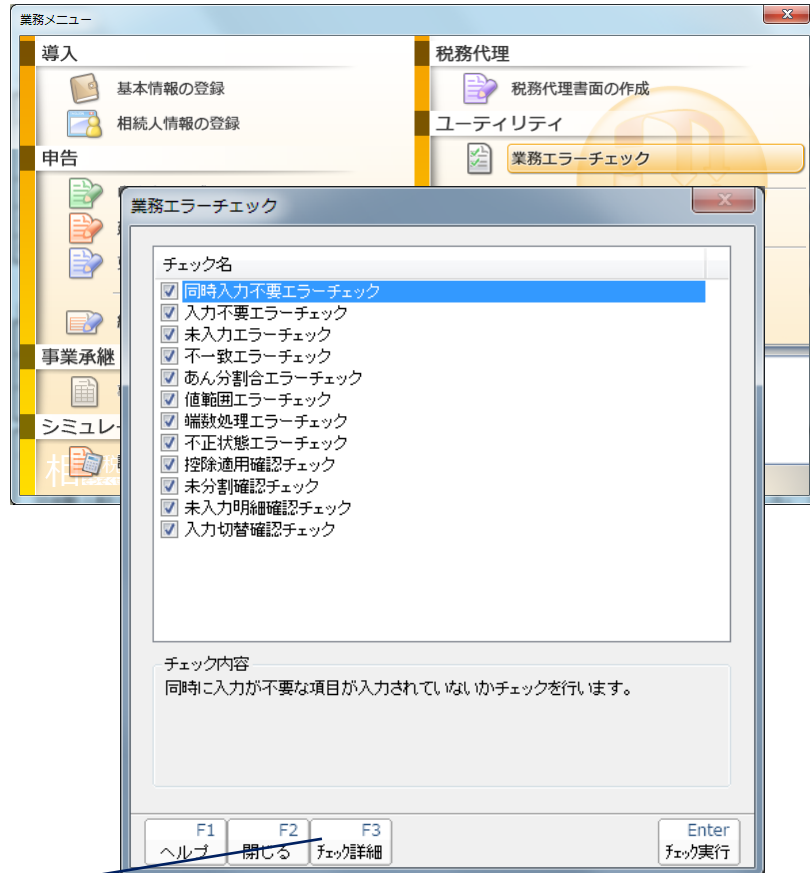 業務メニュー
導入
基本情報の登録
相続人情報の登録
申告
事業承継
シミュレー
税務代理
税務代理書面の作成
ユーティリティ
業務エラーチェック
業務エラーチェック
チェック名
同時入力不要エラーチェック
入力不要エラーチェック
未入力エラーチェック
不一致エラーチェック
あん分割合エラーチェック
値範囲エラーチェック
端数処理エラーチェック
不正状態エラーチェック
控除適用確認チェック
未分割確認チェック
未入力明細確認チェック
入力切替確認チェック
チェック内容
同時に入力が不要な項目が入力されていないかチェックを行います。
F1 F2 F3 Enter
ヘルプ 閉じる ﾁｪｯｸ詳細 ﾁｪｯｸ実行